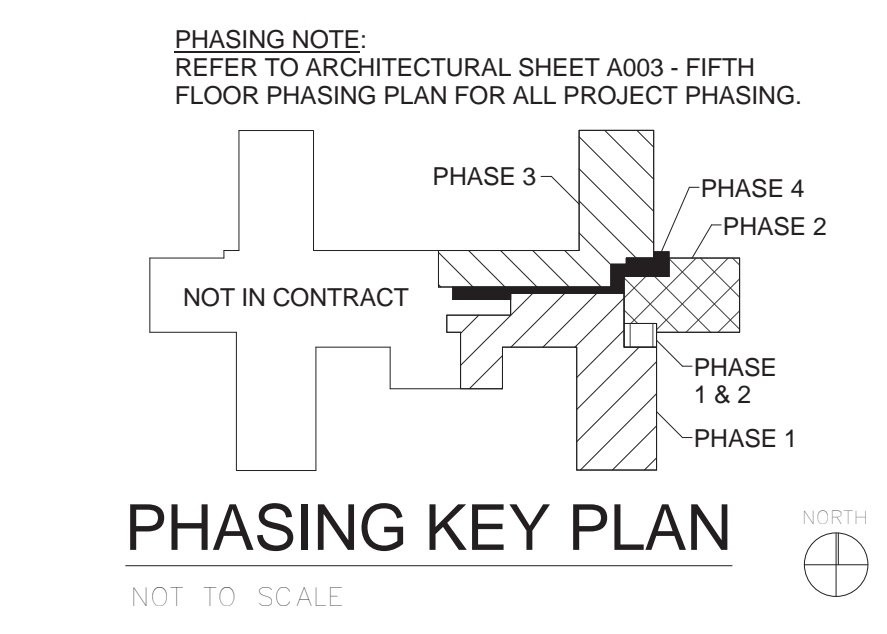 PHASING NOTE:
REFER TO ARCHITECTURAL SHEET A003 - FIFTH
FLOOR PHASING PLAN FOR ALL PROJECT PHASING.
PHASE 3
PHASE 4
PHASE 2
NOT IN CONTRACT
PHASE
1 & 2
PHASE 1
PHASING KEY PLAN
NORTH
NOT TO SCALE